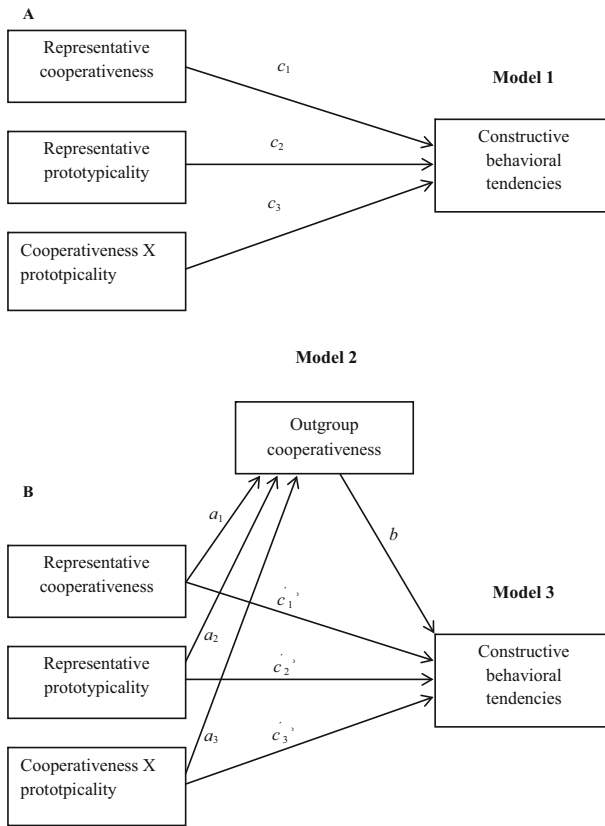 A
Representative
cooperativeness
c1
Model 1
Representative
prototypicality
c2
Constructive
behavioral
tendencies
c3
Cooperativeness X
prototpicality
Model 2
Outgroup
cooperativeness
B
a1
b
Representative
cooperativeness
c´1’
Model 3
a2
Representative
prototypicality
c´2’
Constructive
behavioral
tendencies
a3
c´3’
Cooperativeness X
prototpicality